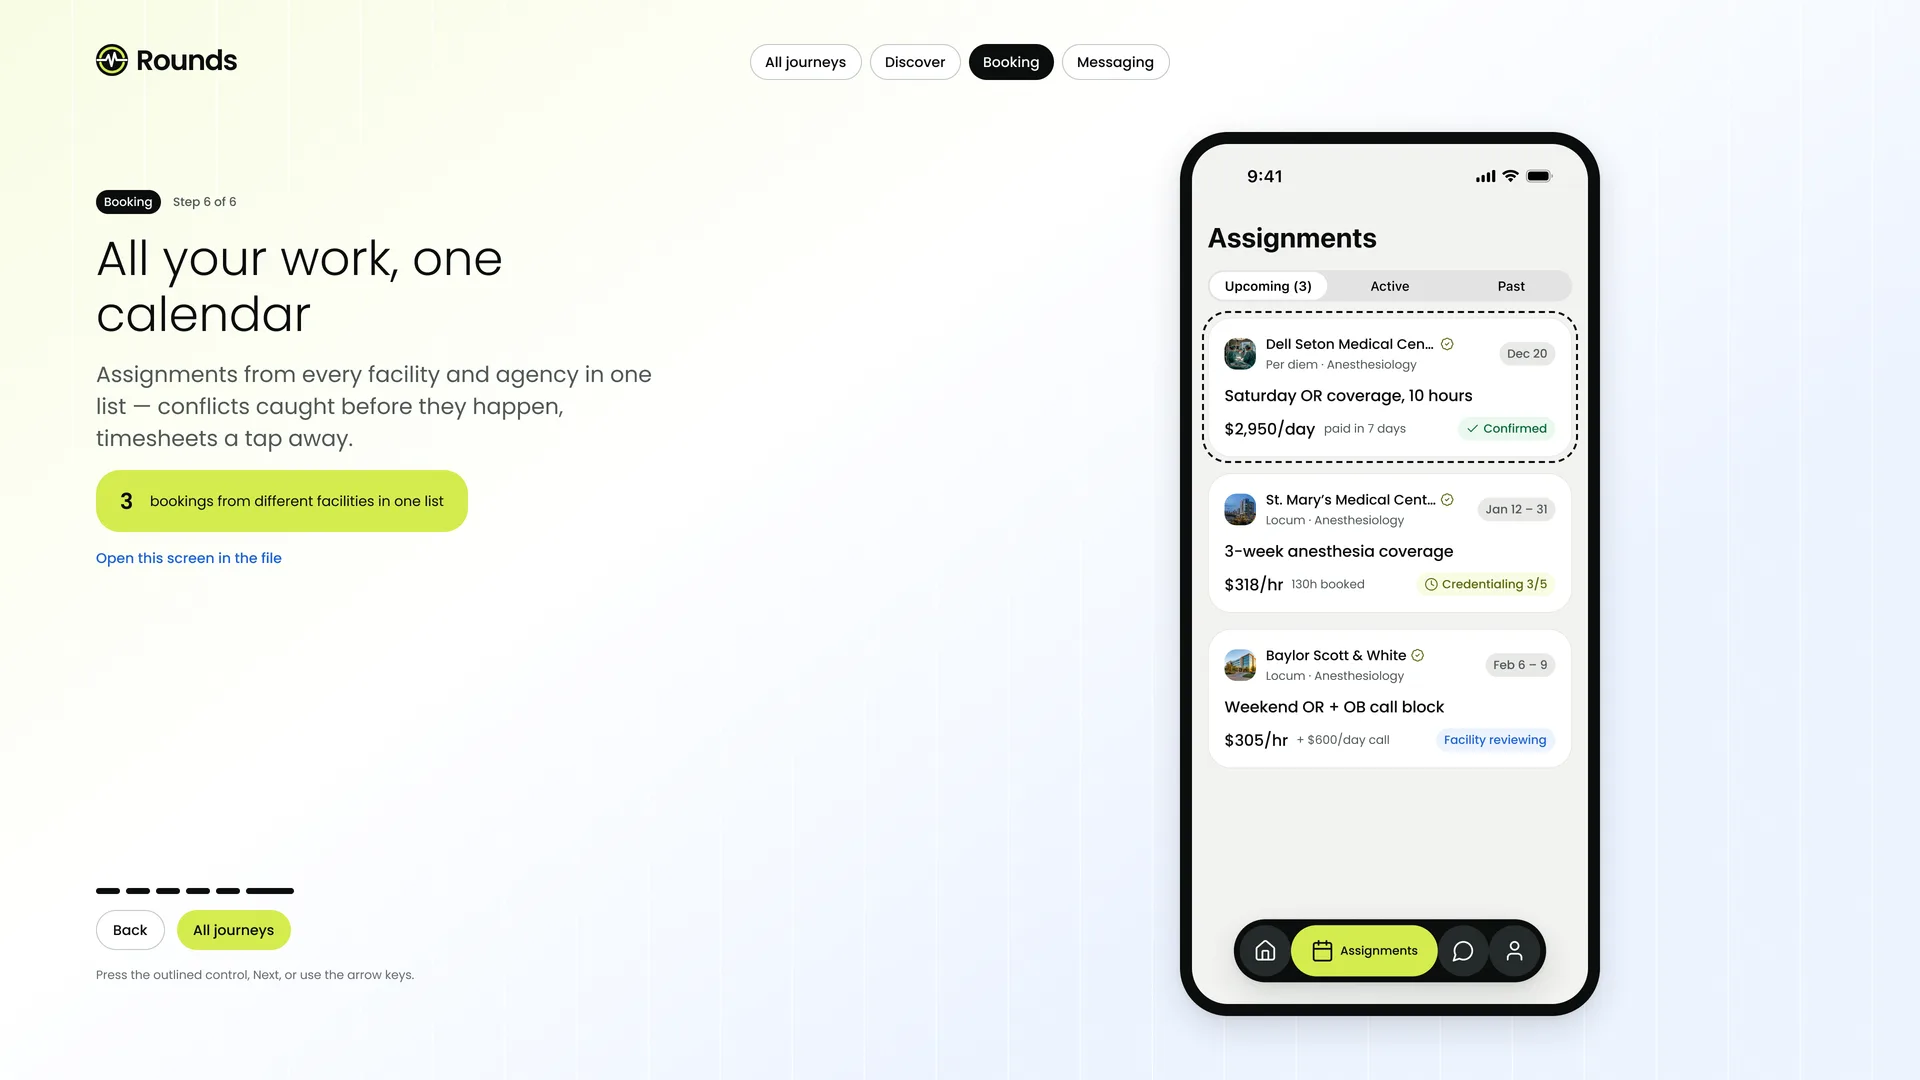 Rounds
All journeys
Discover
Booking
Messaging
Booking
Step 6 of 6
All your work, one
calendar
Assignments from every facility and agency in one
list — conflicts caught before they happen,
timesheets a tap away.
3 bookings from different facilities in one list
Open this screen in the file
Back
All journeys
Press the outlined control, Next, or use the arrow keys.
9:41
Assignments
Upcoming (3)
Active
Past
Dell Seton Medical Cen...
Per diem · Anesthesiology
Dec 20
Saturday OR coverage, 10 hours
$2,950/day paid in 7 days
Confirmed
St. Mary’s Medical Cent...
Locum · Anesthesiology
Jan 12 – 31
3-week anesthesia coverage
$318/hr 130h booked
Credentialing 3/5
Baylor Scott & White
Locum · Anesthesiology
Feb 6 – 9
Weekend OR + OB call block
$305/hr + $600/day call
Facility reviewing
Assignments